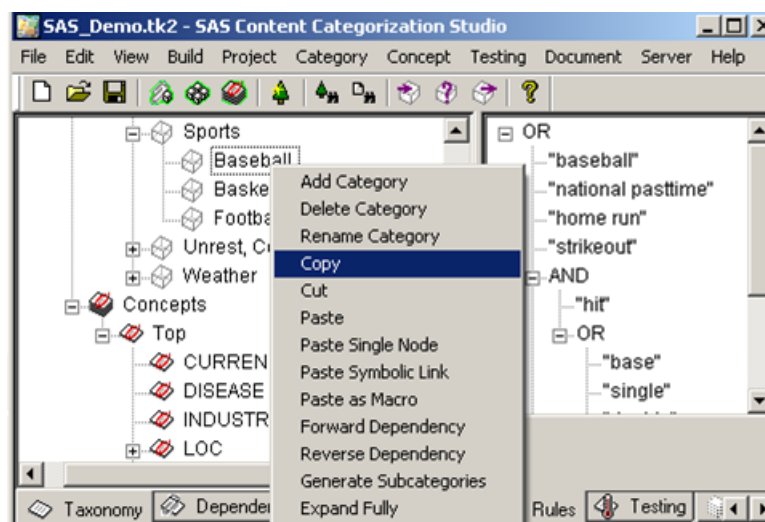 SAS_Demo.tk2 - SAS Content Categorization Studio
File Edit View Build Project Category Concept Testing Document Server Help
Sports
Baseball
Baske
Footba
Unrest, C
Weather
Concepts
Top
CURREN
DISEASE
INDUSTR
LOC
Taxonomy Depende
Add Category
Delete Category
Rename Category
Copy
Cut
Paste
Paste Single Node
Paste Symbolic Link
Paste as Macro
Forward Dependency
Reverse Dependency
Generate Subcategories
Expand Fully
OR
"baseball"
"national pasttime"
"home run"
"strikeout"
AND
"hit"
OR
"base"
"single"
Rules Testing